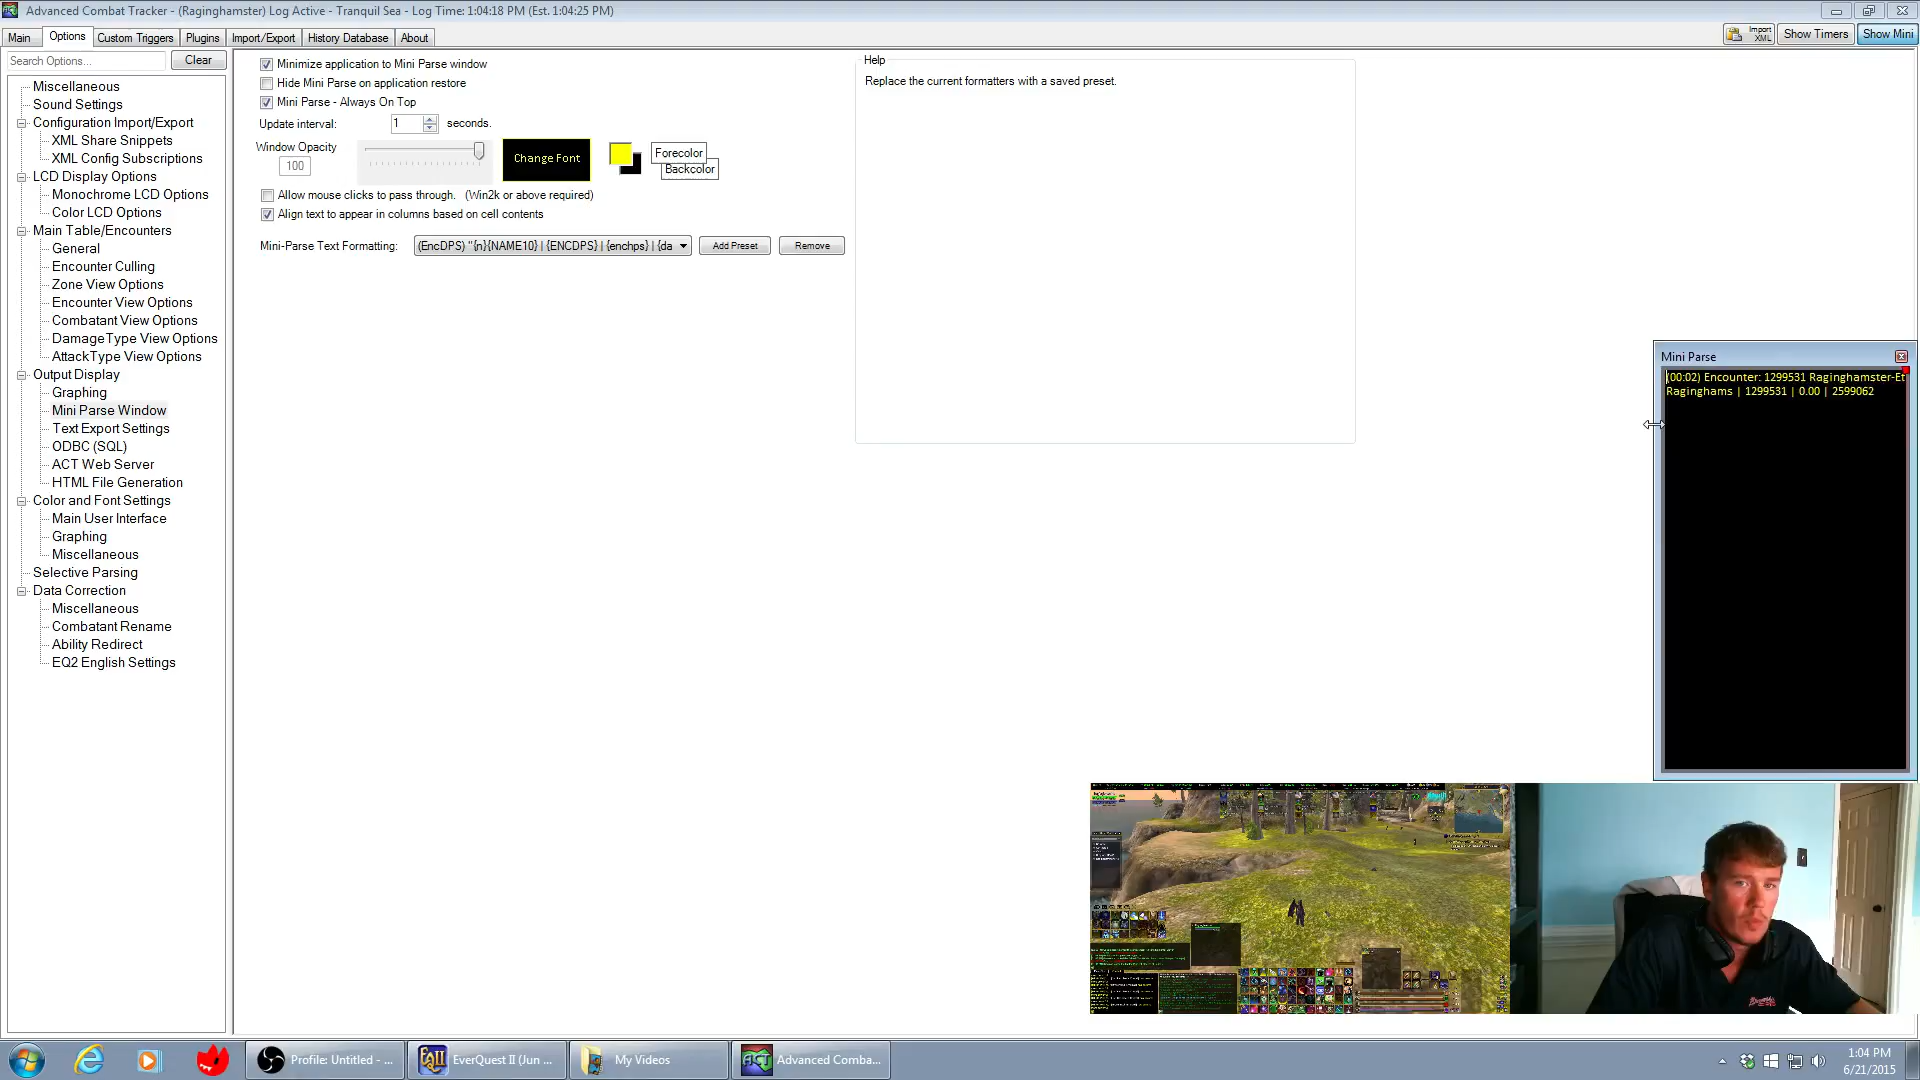 Advanced Combat Tracker - (Raginghamster) Log Active - Tranquil Sea - Log Time: 1:04:18 PM (Est. 1:04:25 PM)
Main Options Custom Triggers Plugins Import/Export History Database About
Import XML Show Timers Show Mini
Search Options... Clear
Miscellaneous
Sound Settings
Configuration Import/Export
XML Share Snippets
XML Config Subscriptions
LCD Display Options
Monochrome LCD Options
Color LCD Options
Main Table/Encounters
General
Encounter Culling
Zone View Options
Encounter View Options
Combatant View Options
DamageType View Options
AttackType View Options
Output Display
Graphing
Mini Parse Window
Text Export Settings
ODBC (SQL)
ACT Web Server
HTML File Generation
Color and Font Settings
Main User Interface
Graphing
Miscellaneous
Selective Parsing
Data Correction
Miscellaneous
Combatant Rename
Ability Redirect
EQ2 English Settings
Minimize application to Mini Parse window
Hide Mini Parse on application restore
Mini Parse - Always On Top
Update interval: 1 seconds.
Window Opacity
100
Change Font
Forecolor
Backcolor
Allow mouse clicks to pass through. (Win2k or above required)
Align text to appear in columns based on cell contents
Mini-Parse Text Formatting: (EncDPS) "{n}{NAME10} | {ENCDPS} | {enchps} | {da Add Preset Remove
Help
Replace the current formatters with a saved preset.
Mini Parse
(00:02) Encounter: 1299531 Raginghamster-Et
Raginghams | 1299531 | 0.00 | 2599062
Profile: Untitled - ...
EverQuest II (Jun ...
My Videos
Advanced Comba...
1:04 PM
6/21/2015